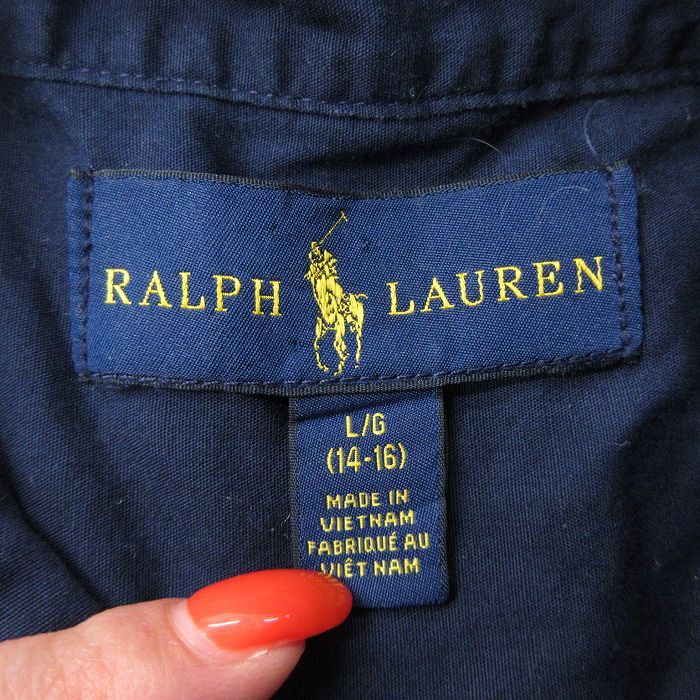 RALPH LAUREN
L/G
(14-16)
MADE IN
VIETNAM
FABRIQUÉ AU
VIÊT NAM